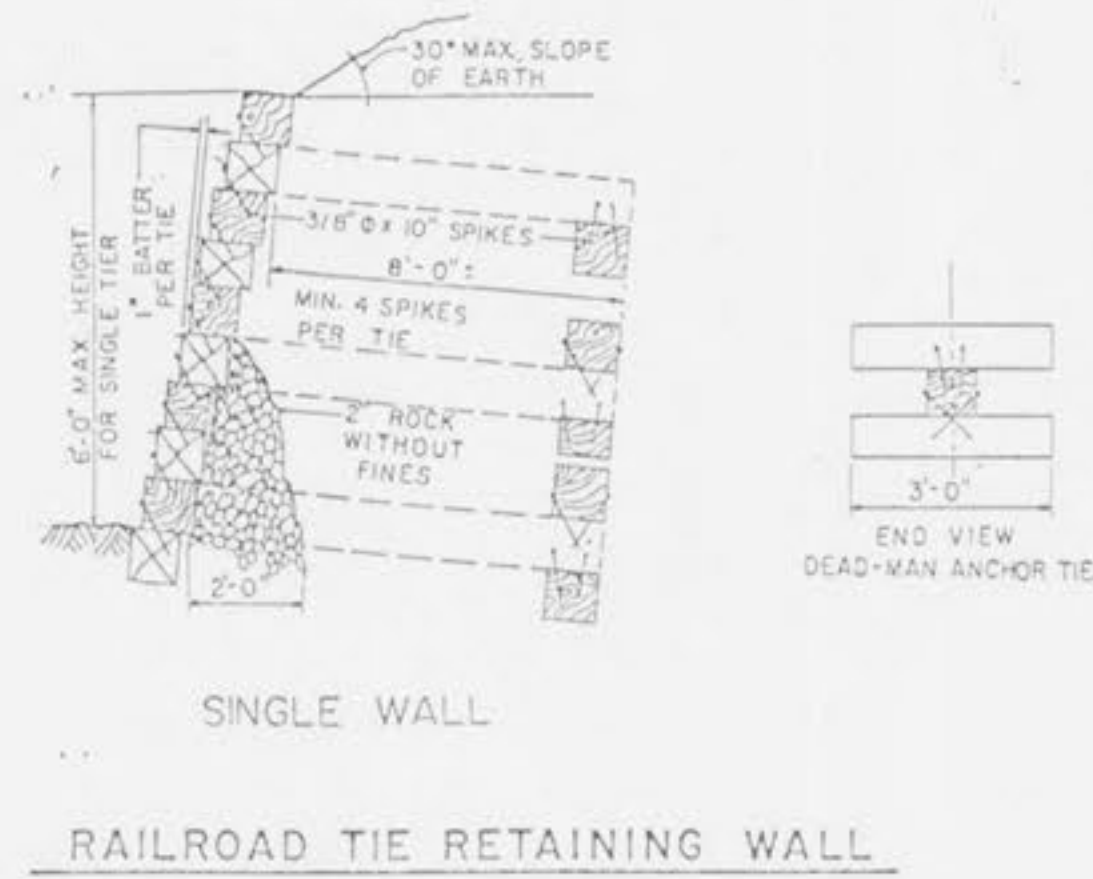 30° MAX, SLOPE
OF EARTH
1" BATTER
PER TIE
6'-0" MAX HEIGHT
FOR SINGLE TIER
3/8" Φ x 10" SPIKES
8'-0" ±
MIN. 4 SPIKES
PER TIE
2" ROCK
WITHOUT
FINES
2'-0"
3'-0"
END VIEW
DEAD-MAN ANCHOR TIE
SINGLE WALL
RAILROAD TIE RETAINING WALL